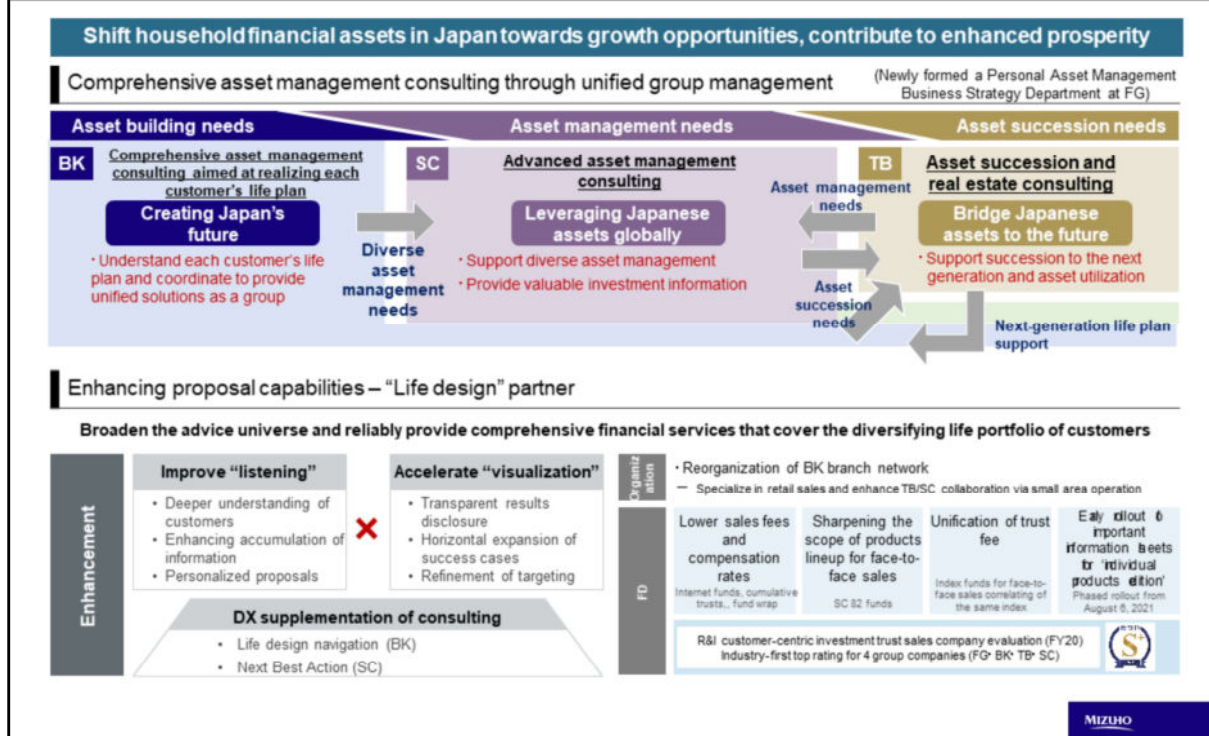 Shift household financial assets in Japan towards growth opportunities, contribute to enhanced prosperity
Comprehensive asset management consulting through unified group management
(Newly formed a Personal Asset Management
Business Strategy Department at FG)
Asset building needs
Asset management needs
Asset succession needs
BK
Comprehensive asset management
consulting aimed at realizing each
customer's life plan
Creating Japan's
future
・Understand each customer's life
plan and coordinate to provide
unified solutions as a group
Diverse
asset
management
needs
SC
Advanced asset management
consulting
Leveraging Japanese
assets globally
・Support diverse asset management
・Provide valuable investment information
Asset management
needs
Asset
succession
needs
TB
Asset succession and
real estate consulting
Bridge Japanese
assets to the future
・Support succession to the next
generation and asset utilization
Next-generation life plan
support
Enhancing proposal capabilities – "Life design" partner
Broaden the advice universe and reliably provide comprehensive financial services that cover the diversifying life portfolio of customers
Enhancement
Improve "listening"
• Deeper understanding of
customers
• Enhancing accumulation of
information
• Personalized proposals
Accelerate "visualization"
• Transparent results
disclosure
• Horizontal expansion of
success cases
• Refinement of targeting
DX supplementation of consulting
• Life design navigation (BK)
• Next Best Action (SC)
Organiz
ation
・Reorganization of BK branch network
― Specialize in retail sales and enhance TB/SC collaboration via small area operation
FD
Lower sales fees
and
compensation
rates
Internet funds, cumulative
trusts,, fund wrap
Sharpening the
scope of products
lineup for face-to-
face sales
SC 82 funds
Unification of trust
fee
Index funds for face-to-
face sales correlating of
the same index
important
products
Phased rollout from
August 6, 2021
R&I customer-centric investment trust sales company evaluation (FY'20)
Industry-first top rating for 4 group companies (FG・BK・TB・SC)
S+
MIZUHO